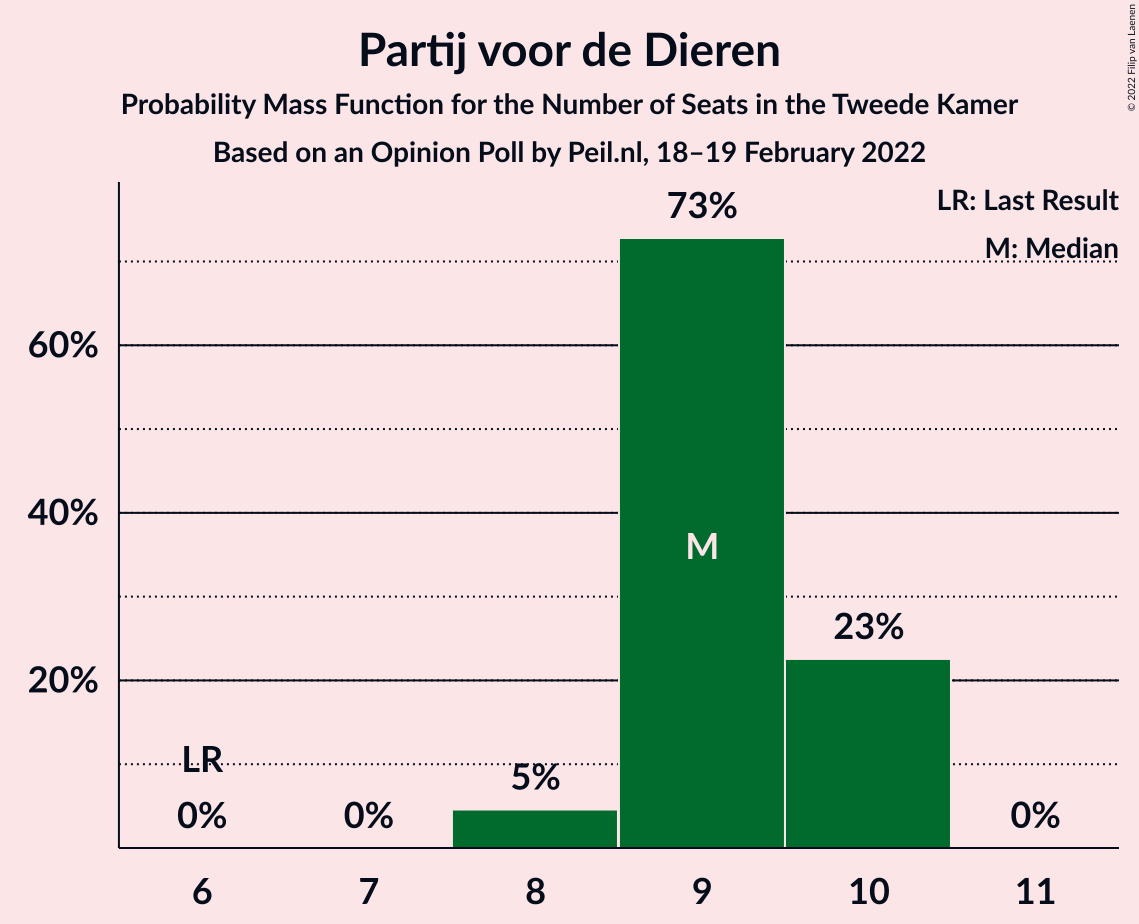 Partij voor de Dieren
Probability Mass Function for the Number of Seats in the Tweede Kamer
Based on an Opinion Poll by Peil.nl, 18–19 February 2022
© 2022 Filip van Laenen
LR: Last Result
M: Median
73%
60%
40%
M
23%
20%
LR
5%
0%
0%
0%
6
7
8
9
10
11